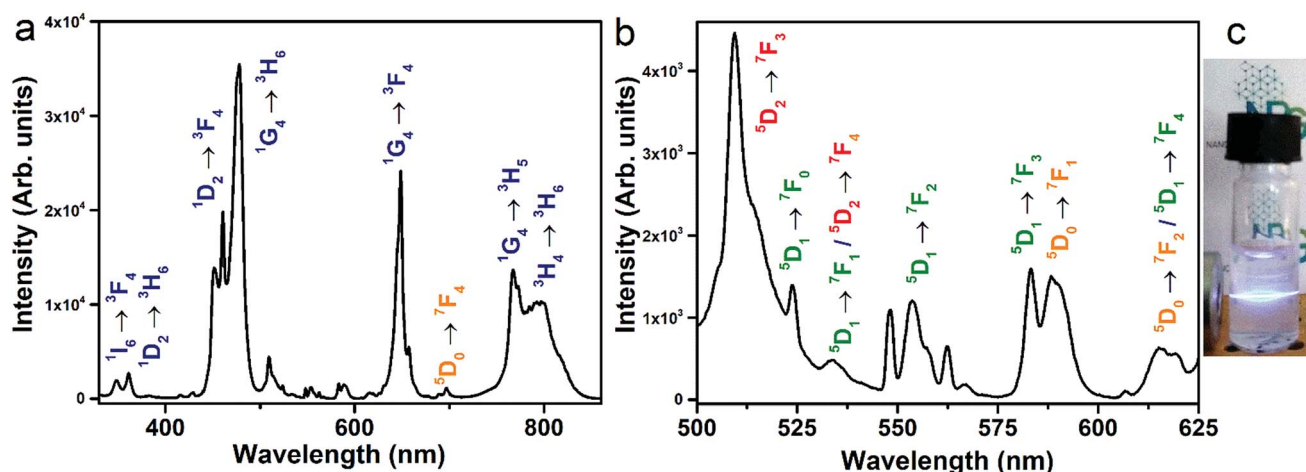 a
Intensity (Arb. units)
4x10⁴
3x10⁴
2x10⁴
1x10⁴
0
¹I₆ → ³F₄
¹D₂ → ³H₆
¹D₂ → ³F₄
¹G₄ → ³H₆
¹G₄ → ³F₄
⁵D₀ → ⁷F₄
¹G₄ → ³H₅
³H₄ → ³H₆
400 600 800
Wavelength (nm)
b
Intensity (Arb. units)
4x10³
3x10³
2x10³
1x10³
0
⁵D₂ → ⁷F₃
⁵D₁ → ⁷F₀
⁵D₁ → ⁷F₁ / ⁵D₂ → ⁷F₄
⁵D₁ → ⁷F₂
⁵D₁ → ⁷F₃
⁵D₀ → ⁷F₁
⁵D₀ → ⁷F₂ / ⁵D₁ → ⁷F₄
500 525 550 575 600 625
Wavelength (nm)
c